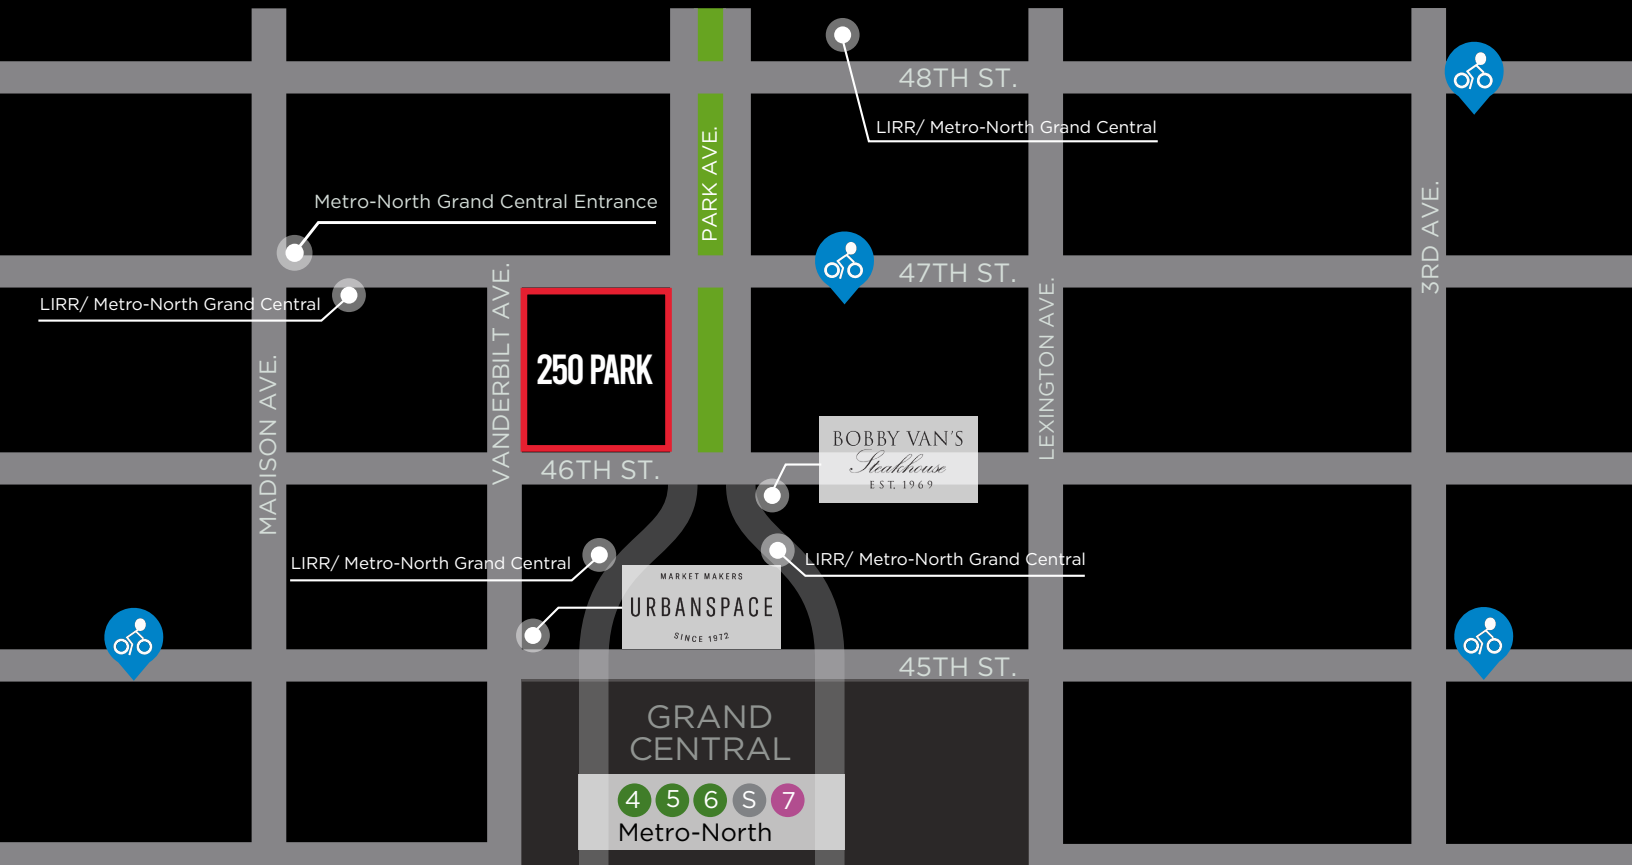 48TH ST.
LIRR/ Metro-North Grand Central
PARK AVE.
Metro-North Grand Central Entrance
3RD AVE.
47TH ST.
VANDERBILT AVE.
LEXINGTON AVE.
LIRR/ Metro-North Grand Central
MADISON AVE.
250 PARK
BOBBY VAN'S
Steakhouse
EST. 1969
46TH ST.
LIRR/ Metro-North Grand Central
LIRR/ Metro-North Grand Central
MARKET MAKERS
URBANSPACE
SINCE 1972
45TH ST.
GRAND
CENTRAL
4 5 6 S 7
Metro-North